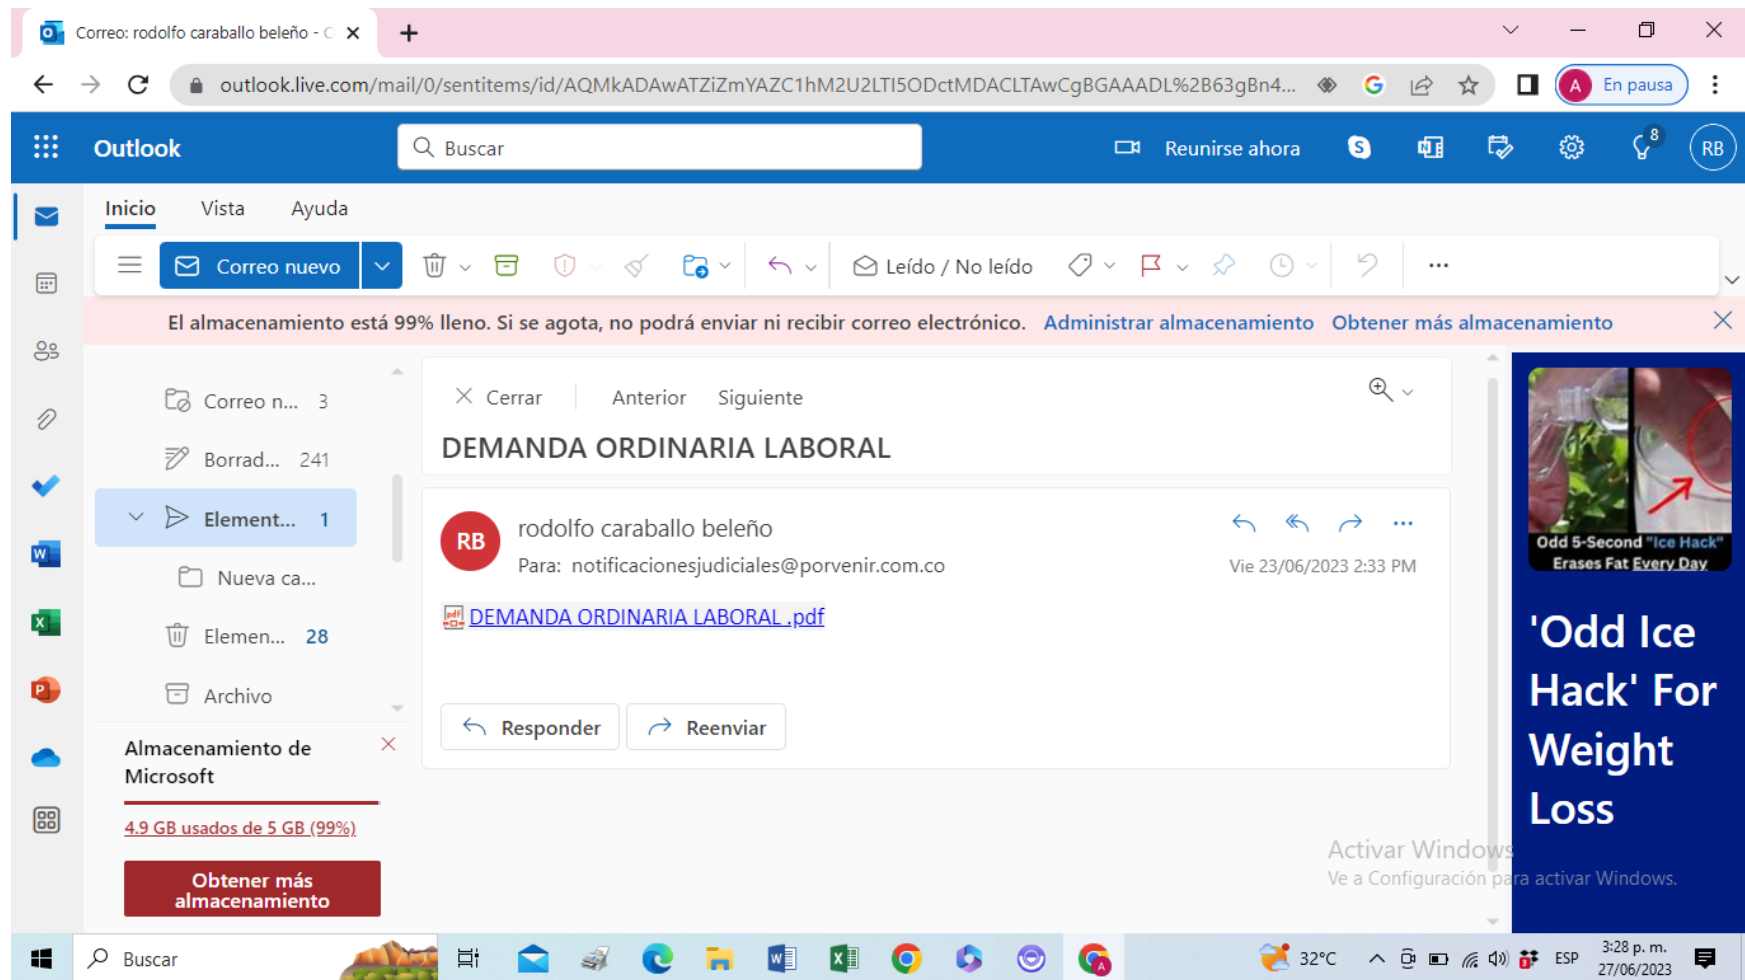 Correo: rodolfo caraballo beleño - O
outlook.live.com/mail/0/sentitems/id/AQMkADAwATZiZmYAZC1hM2U2LTI5ODctMDACLTAwCgBGAAADL%2B63gBn4...
A En pausa
Outlook
Buscar
Reunirse ahora
8
RB
Inicio Vista Ayuda
Correo nuevo
Leído / No leído
El almacenamiento está 99% lleno. Si se agota, no podrá enviar ni recibir correo electrónico. Administrar almacenamiento Obtener más almacenamiento
Correo n... 3
Borrad... 241
Element... 1
Nueva ca...
Elemen... 28
Archivo
Almacenamiento de
Microsoft
4.9 GB usados de 5 GB (99%)
Obtener más
almacenamiento
Cerrar Anterior Siguiente
DEMANDA ORDINARIA LABORAL
RB
rodolfo caraballo beleño
Para: notificacionesjudiciales@porvenir.com.co
Vie 23/06/2023 2:33 PM
DEMANDA ORDINARIA LABORAL .pdf
Responder Reenviar
Odd 5-Second "Ice Hack"
Erases Fat Every Day
'Odd Ice
Hack' For
Weight
Loss
Activar Windows
Ve a Configuración para activar Windows.
Buscar
32°C
ESP
3:28 p. m.
27/06/2023